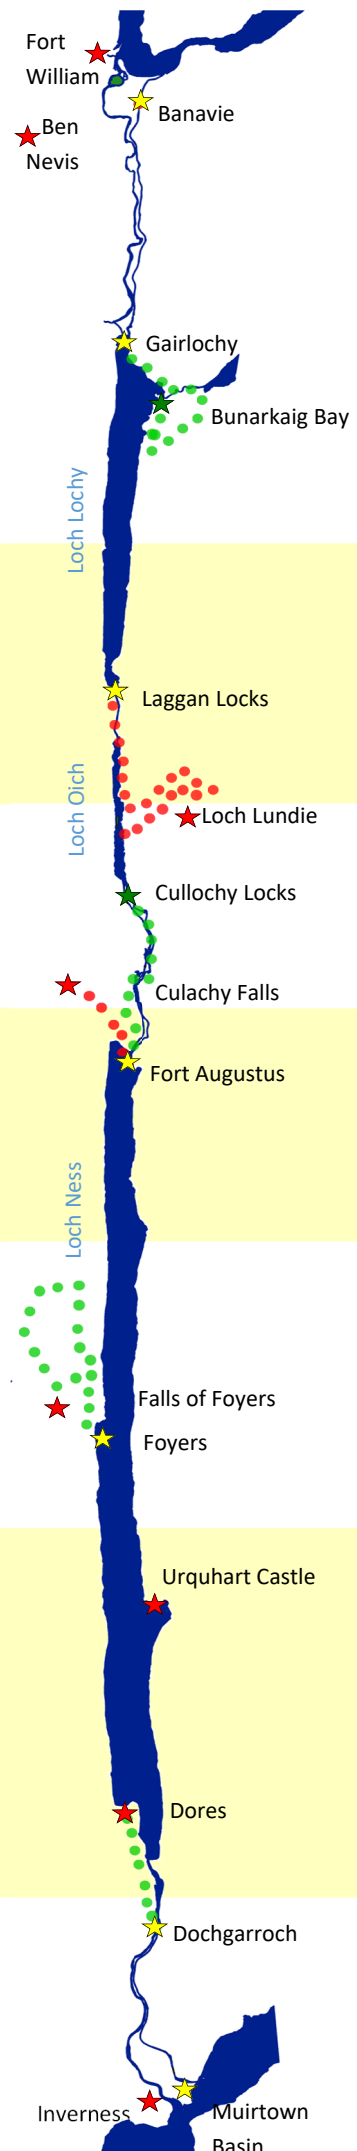 Fort
William
Banavie
Ben
Nevis
Gairlochy
Bunarkaig Bay
Loch Lochy
Laggan Locks
Loch Oich
Loch Lundie
Cullochy Locks
Culachy Falls
Fort Augustus
Loch Ness
Falls of Foyers
Foyers
Urquhart Castle
Dores
Dochgarroch
Inverness
Muirtown
Basin